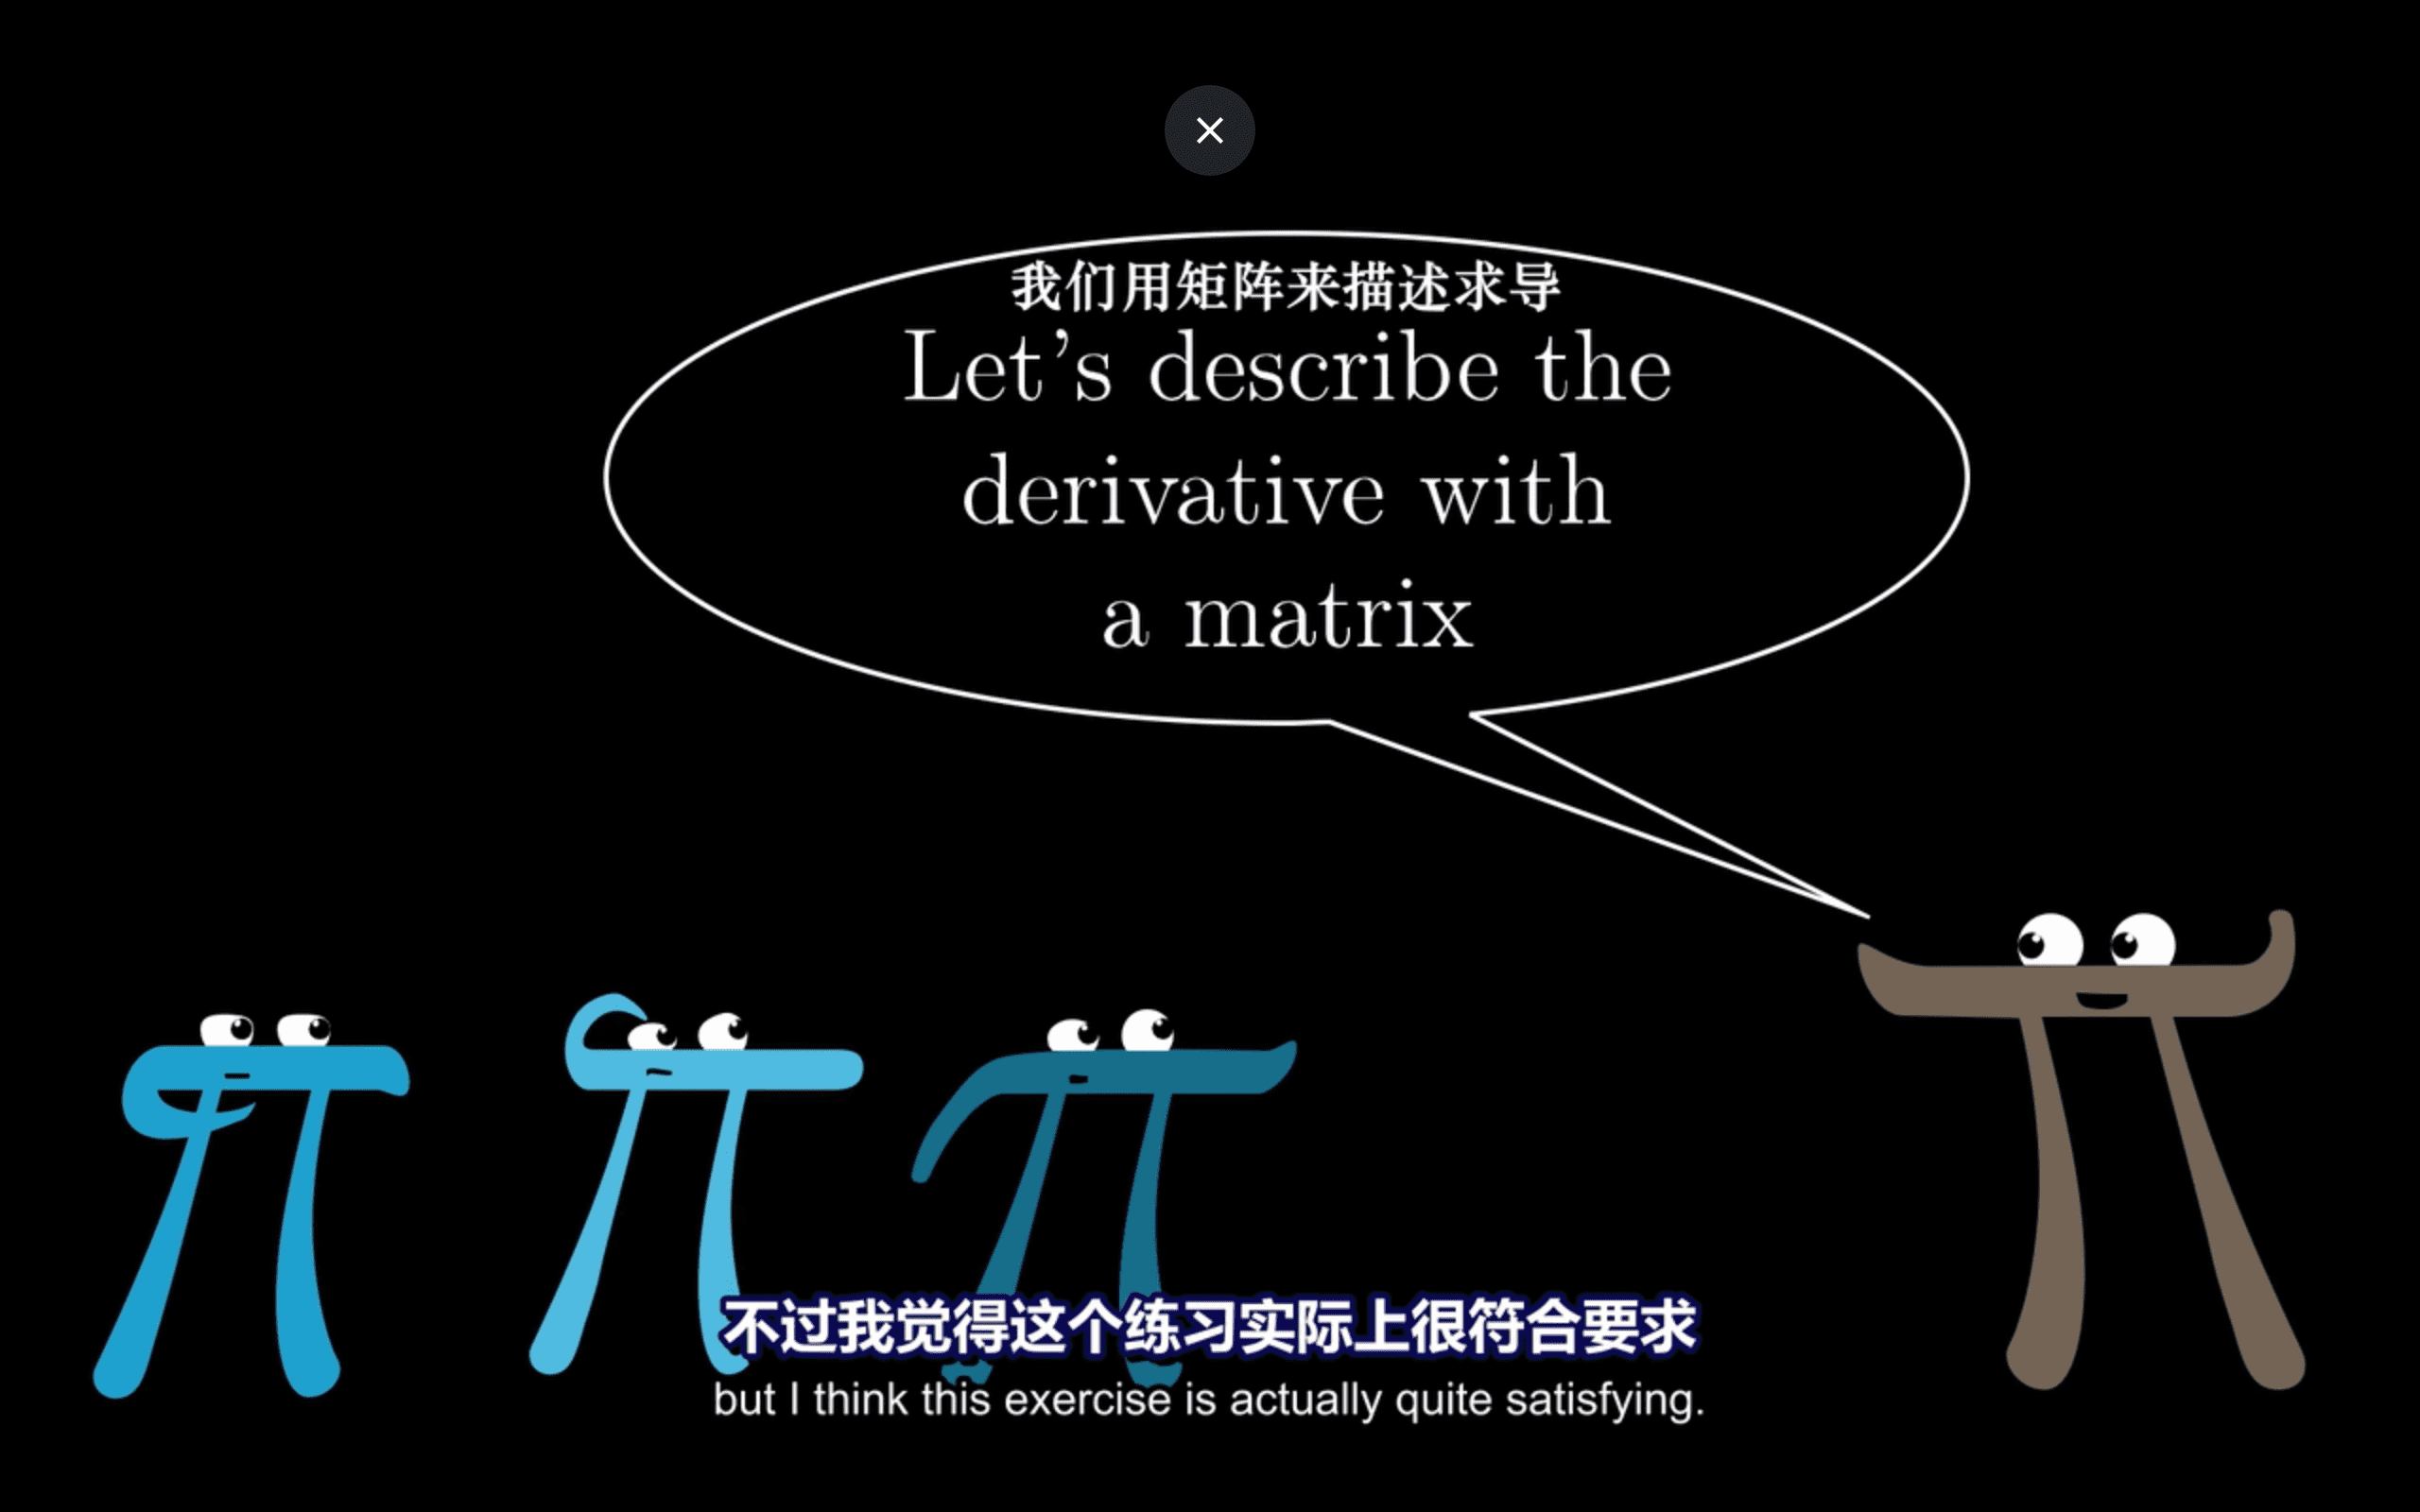 我们用矩阵来描述求导
Let’s describe the
derivative with
a matrix
不过我觉得这个练习实际上很符合要求
but I think this exercise is actually quite satisfying.